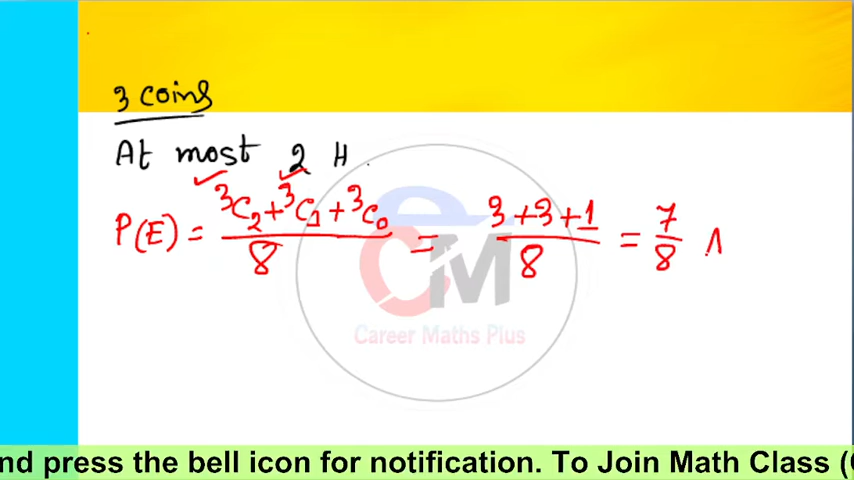 3 coins
At most 2 H.
P(E) = ³C₂ + ³C₁ + ³C₀ / 8 = 3 + 3 + 1 / 8 = 7/8
eCM
Career Maths Plus
nd press the bell icon for notification. To Join Math Class (